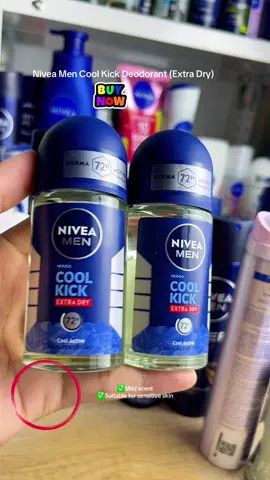 Nivea Men Cool Kick Deodorant (Extra Dry)
BUY
NOW
DERMA 72H ACTIVE
NIVEA
MEN
COOL
KICK
EXTRA DRY
72H
Cool Active
DERMA 72H
NIVEA
MEN
COOL
KICK
EXTRA DRY
72H
Cool Active
✅ Mild scent
✅ Suitable for sensitive skin